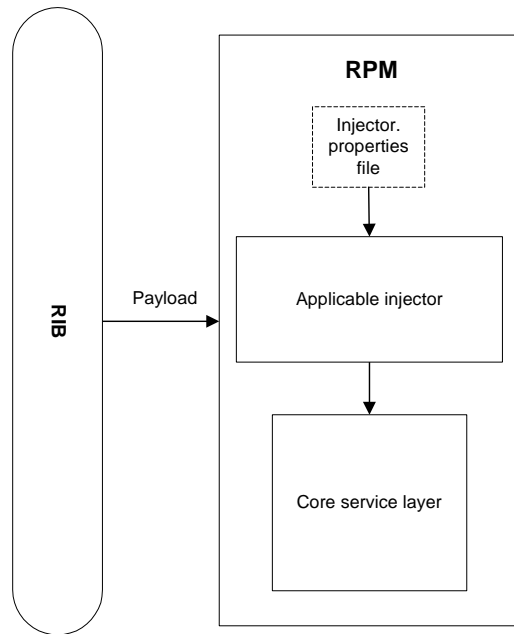 RIB
Payload
RPM
Injector.
properties
file
Applicable injector
Core service layer